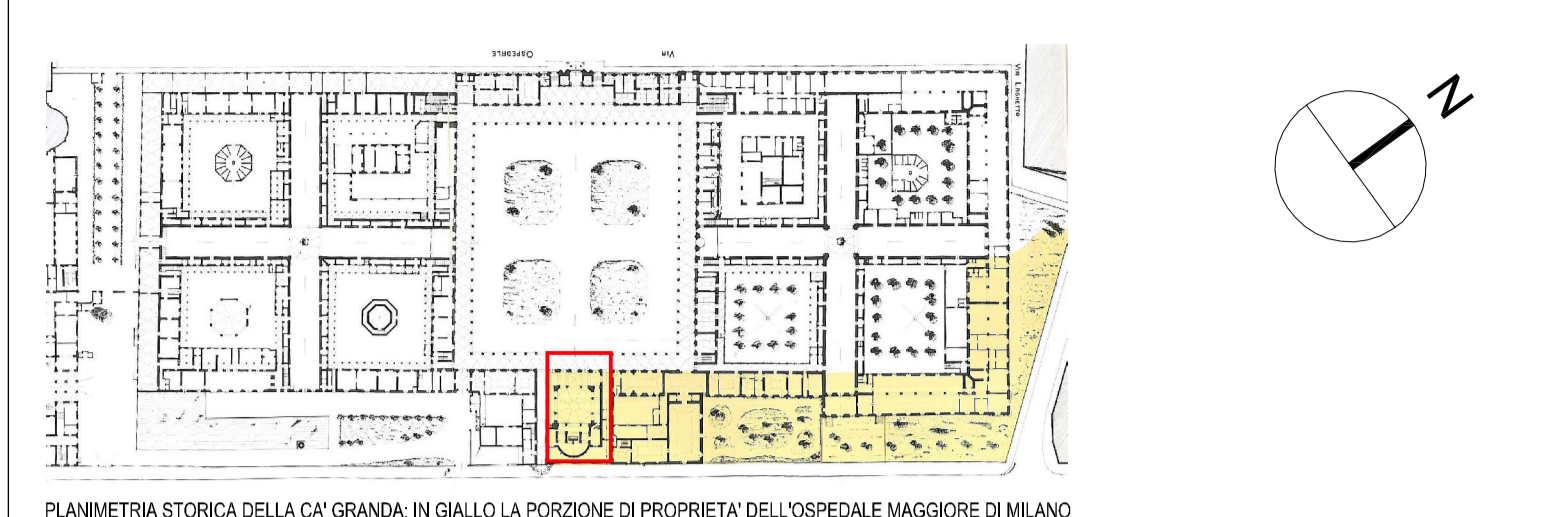 OSPEDALE VIA
VIA LAGHETTO
N
PLANIMETRIA STORICA DELLA CA' GRANDA: IN GIALLO LA PORZIONE DI PROPRIETA' DELL'OSPEDALE MAGGIORE DI MILANO